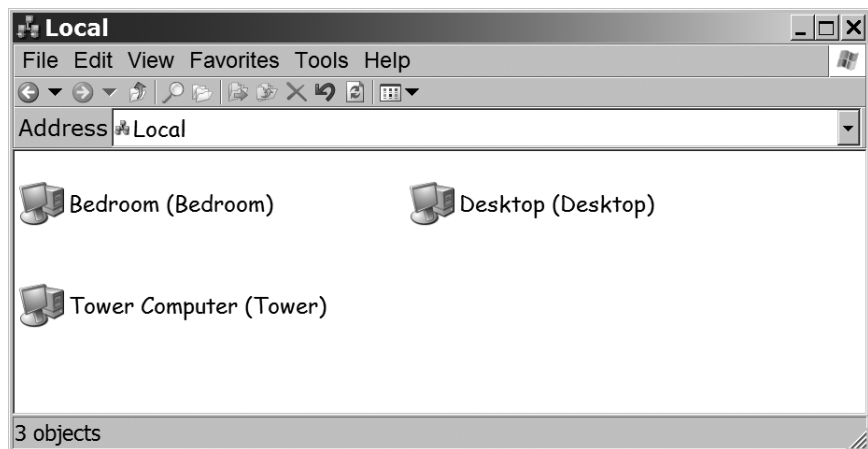 Local
File Edit View Favorites Tools Help
Address Local
Bedroom (Bedroom) Desktop (Desktop)
Tower Computer (Tower)
3 objects